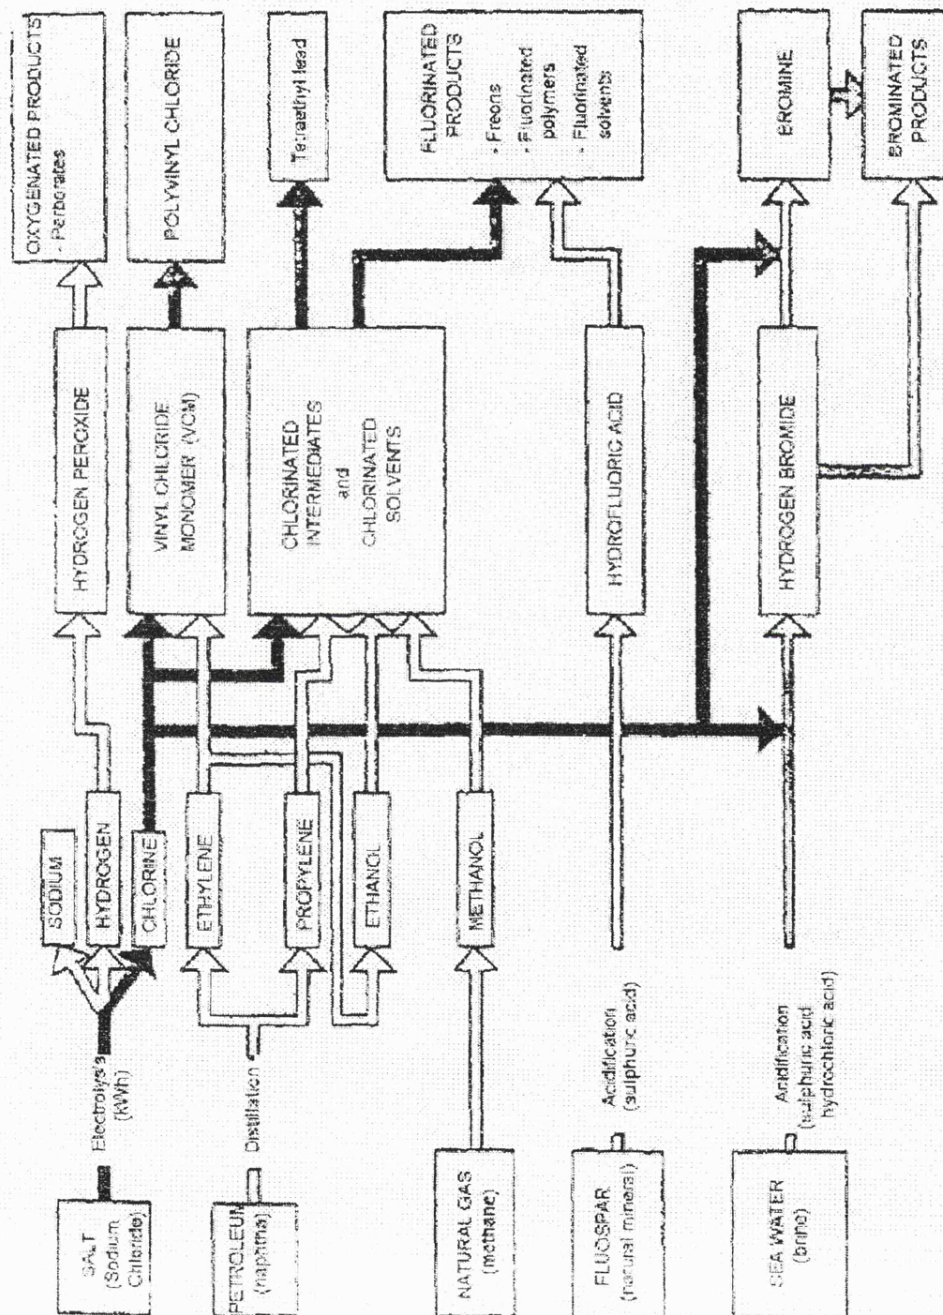 SALT
(Sodium
Chloride)
Electrolysis
(kWh)
SODIUM
HYDROGEN
CHLORINE
HYDROGEN PEROXIDE
OXYGENATED PRODUCTS
- Perborates
VINYL CHLORIDE
MONOMER (VCM)
POLYVINYL CHLORIDE
PETROLEUM
(naphtha)
Distillation
ETHYLENE
PROPYLENE
ETHANOL
CHLORINATED
INTERMEDIATES
and
CHLORINATED
SOLVENTS
Tetraethyl lead
FLUORINATED
PRODUCTS
- Freons
- Fluorinated
polymers
- Fluorinated
solvents
NATURAL GAS
(methane)
METHANOL
FLUOSPAR
(natural mineral)
Acidification
(sulphuric acid)
HYDROFLUORIC ACID
SEA WATER
(brine)
Acidification
(sulphuric acid
hydrochloric acid)
HYDROGEN BROMIDE
BROMINE
BROMINATED
PRODUCTS